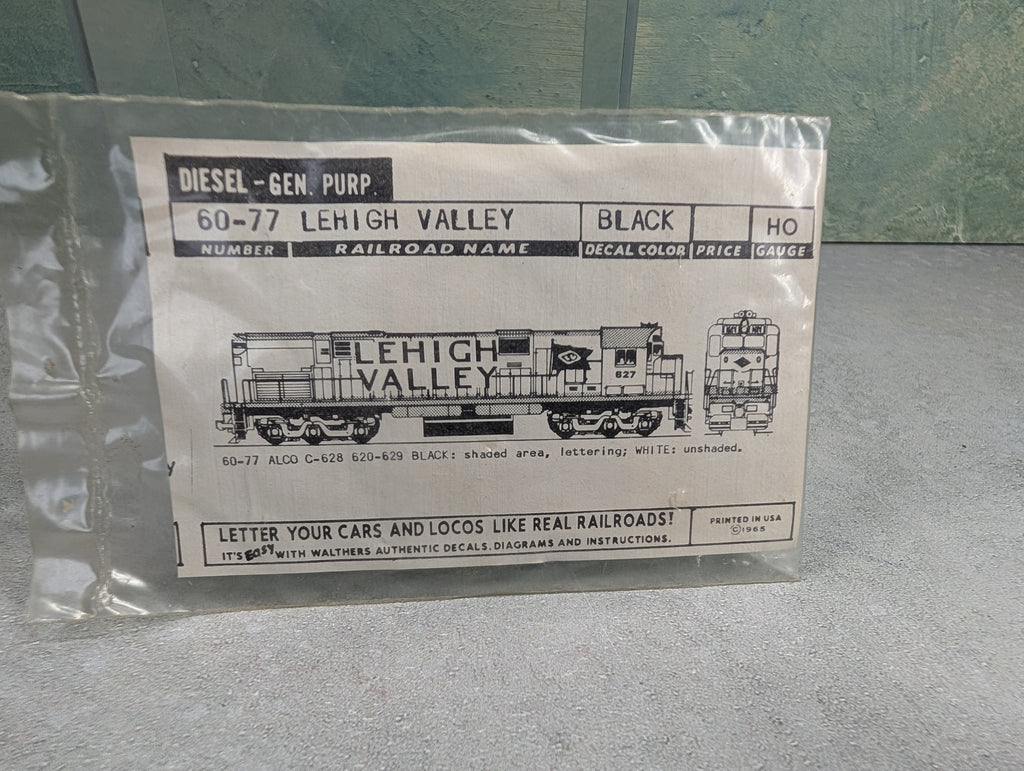 DIESEL - GEN. PURP.
60-77 LEHIGH VALLEY BLACK HO
NUMBER RAILROAD NAME DECAL COLOR PRICE GAUGE
LEHIGH
VALLEY
627
60-77 ALCO C-628 620-629 BLACK: shaded area, lettering; WHITE: unshaded.
LETTER YOUR CARS AND LOCOS LIKE REAL RAILROADS!
IT'S Easy WITH WALTHERS AUTHENTIC DECALS, DIAGRAMS AND INSTRUCTIONS.
PRINTED IN USA
©1965